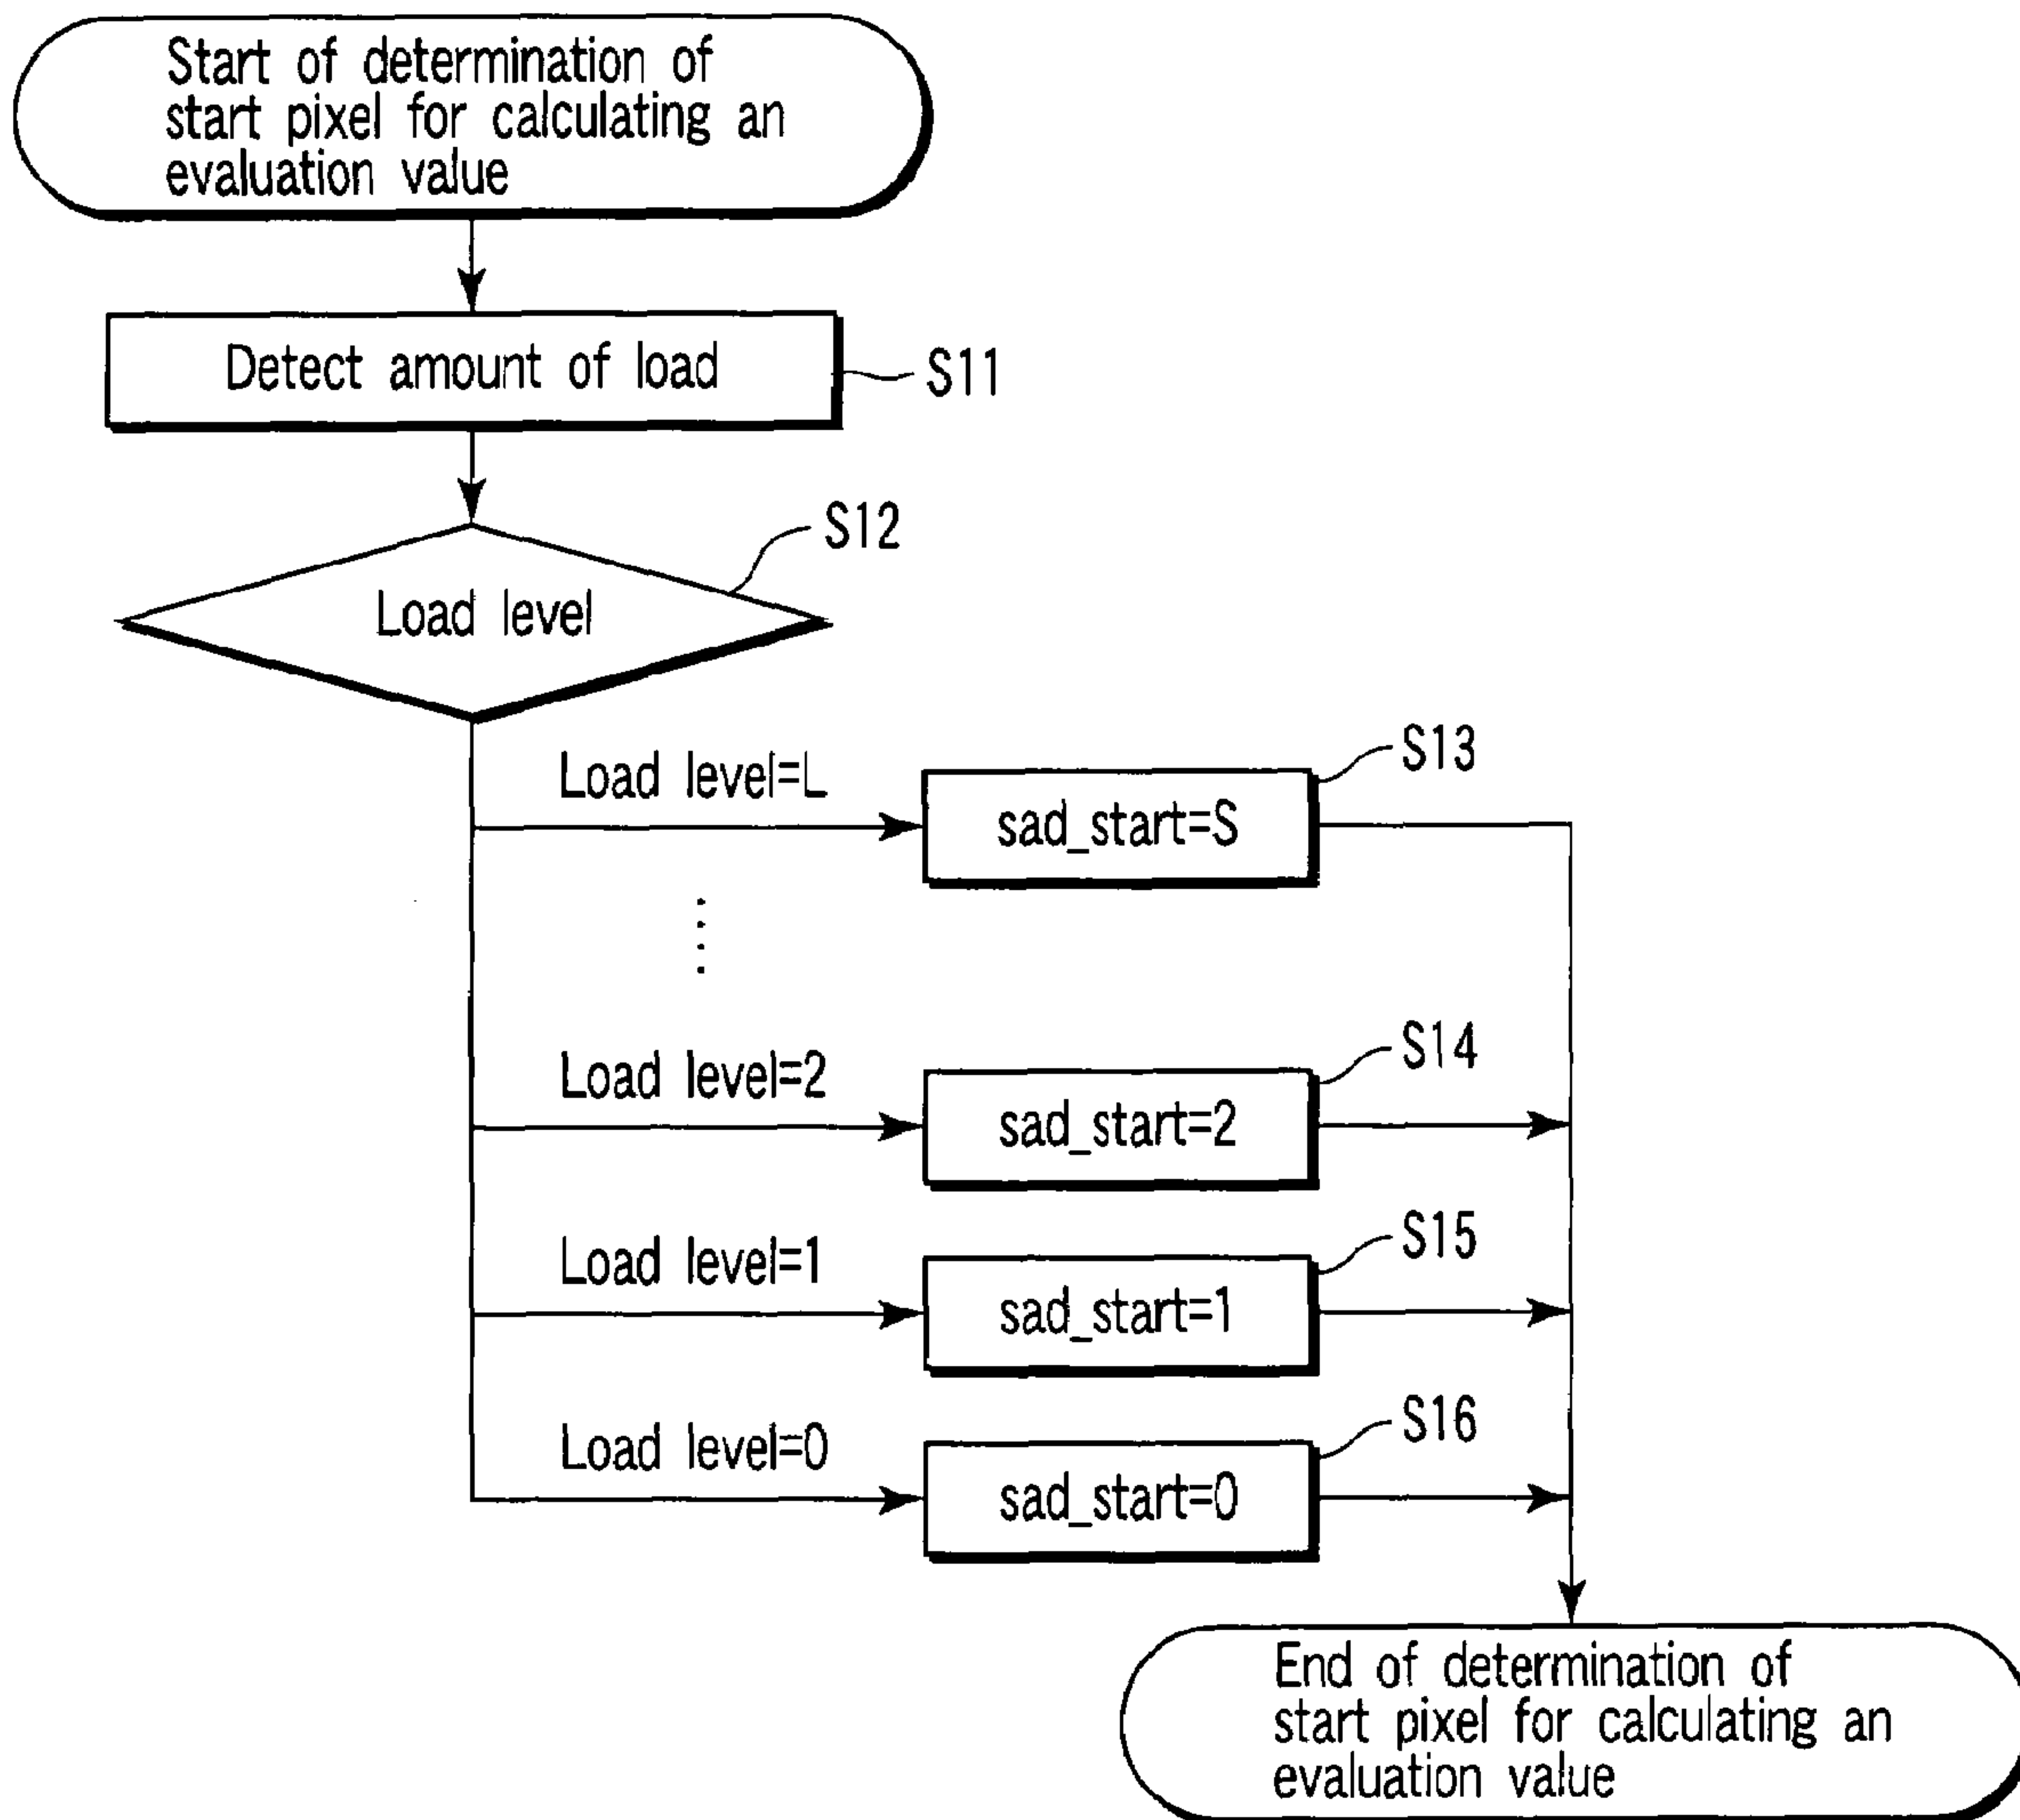 Start of determination of
start pixel for calculating an
evaluation value
Detect amount of load
S11
S12
Load level
Load level=L
sad_start=S
S13
Load level=2
sad_start=2
S14
Load level=1
sad_start=1
S15
Load level=0
sad_start=0
S16
End of determination of
start pixel for calculating an
evaluation value